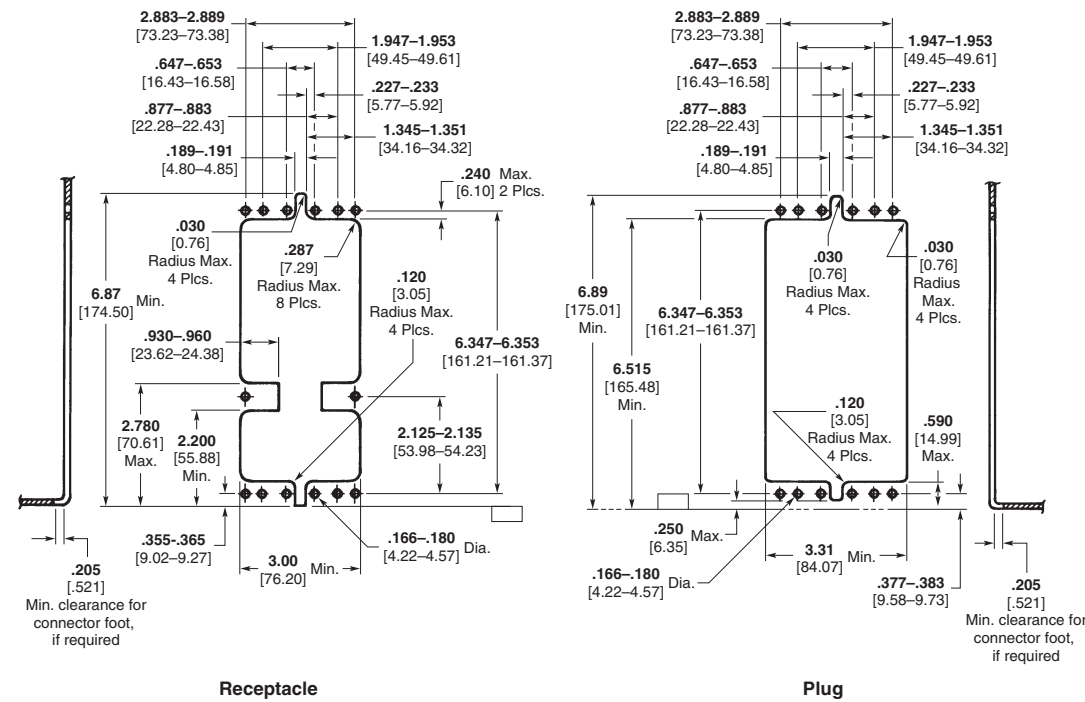 2.883–2.889
[73.23–73.38]
1.947–1.953
[49.45–49.61]
.647–.653
[16.43–16.58]
.227–.233
[5.77–5.92]
.877–.883
[22.28–22.43]
1.345–1.351
[34.16–34.32]
.189–.191
[4.80–4.85]
.240 Max.
[6.10] 2 Plcs.
.030
[0.76]
Radius Max.
4 Plcs.
.287
[7.29]
Radius Max.
8 Plcs.
.120
[3.05]
Radius Max.
4 Plcs.
6.87
[174.50] Min.
.930–.960
[23.62–24.38]
6.347–6.353
[161.21–161.37]
2.780
[70.61]
Max.
2.200
[55.88]
Min.
2.125–2.135
[53.98–54.23]
.355-.365
[9.02–9.27]
.166–.180
[4.22–4.57] Dia.
3.00
[76.20] Min.
.205
[.521]
Min. clearance for
connector foot,
if required
Receptacle
2.883–2.889
[73.23–73.38]
1.947–1.953
[49.45–49.61]
.647–.653
[16.43–16.58]
.227–.233
[5.77–5.92]
.877–.883
[22.28–22.43]
1.345–1.351
[34.16–34.32]
.189–.191
[4.80–4.85]
.030
[0.76]
Radius Max.
4 Plcs.
.030
[0.76]
Radius
Max.
4 Plcs.
6.89
[175.01]
Min.
6.347–6.353
[161.21–161.37]
6.515
[165.48]
Min.
.120
[3.05]
Radius Max.
4 Plcs.
.590
[14.99]
Max.
.250
[6.35] Max.
.166–.180
[4.22–4.57] Dia.
3.31
[84.07] Min.
.377–.383
[9.58–9.73]
.205
[.521]
Min. clearance for
connector foot,
if required
Plug